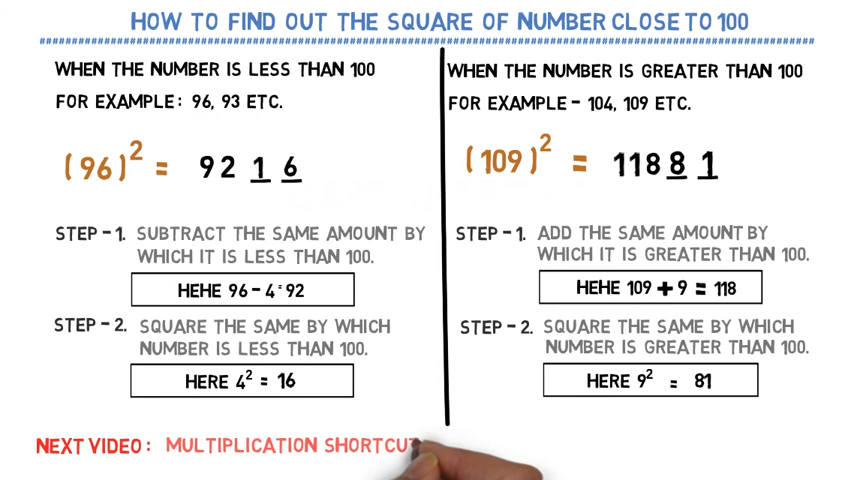 HOW TO FIND OUT THE SQUARE OF NUMBER CLOSE TO 100
##########################################################################################
WHEN THE NUMBER IS LESS THAN 100
FOR EXAMPLE: 96, 93 ETC.
(96)² = 9216
STEP-1. SUBTRACT THE SAME AMOUNT BY
WHICH IT IS LESS THAN 100.
HEHE 96-4=92
STEP-2. SQUARE THE SAME BY WHICH
NUMBER IS LESS THAN 100.
HERE 4² = 16
WHEN THE NUMBER IS GREATER THAN 100
FOR EXAMPLE- 104, 109 ETC.
(109)² = 11881
STEP-1. ADD THE SAME AMOUNT BY
WHICH IT IS GREATER THAN 100.
HEHE 109 + 9 = 118
STEP-2. SQUARE THE SAME BY WHICH
NUMBER IS GREATER THAN 100.
HERE 9² = 81
NEXT VIDEO: MULTIPLICATION SHORTCUT